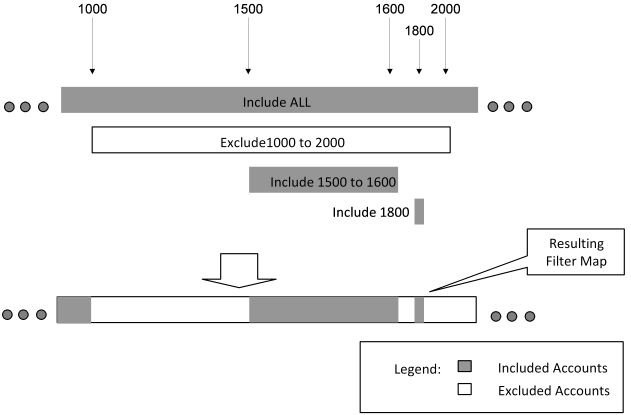 1000
1500
1600
2000
1800
Include ALL
Exclude1000 to 2000
Include 1500 to 1600
Include 1800
Resulting
Filter Map
Legend:
Included Accounts
Excluded Accounts